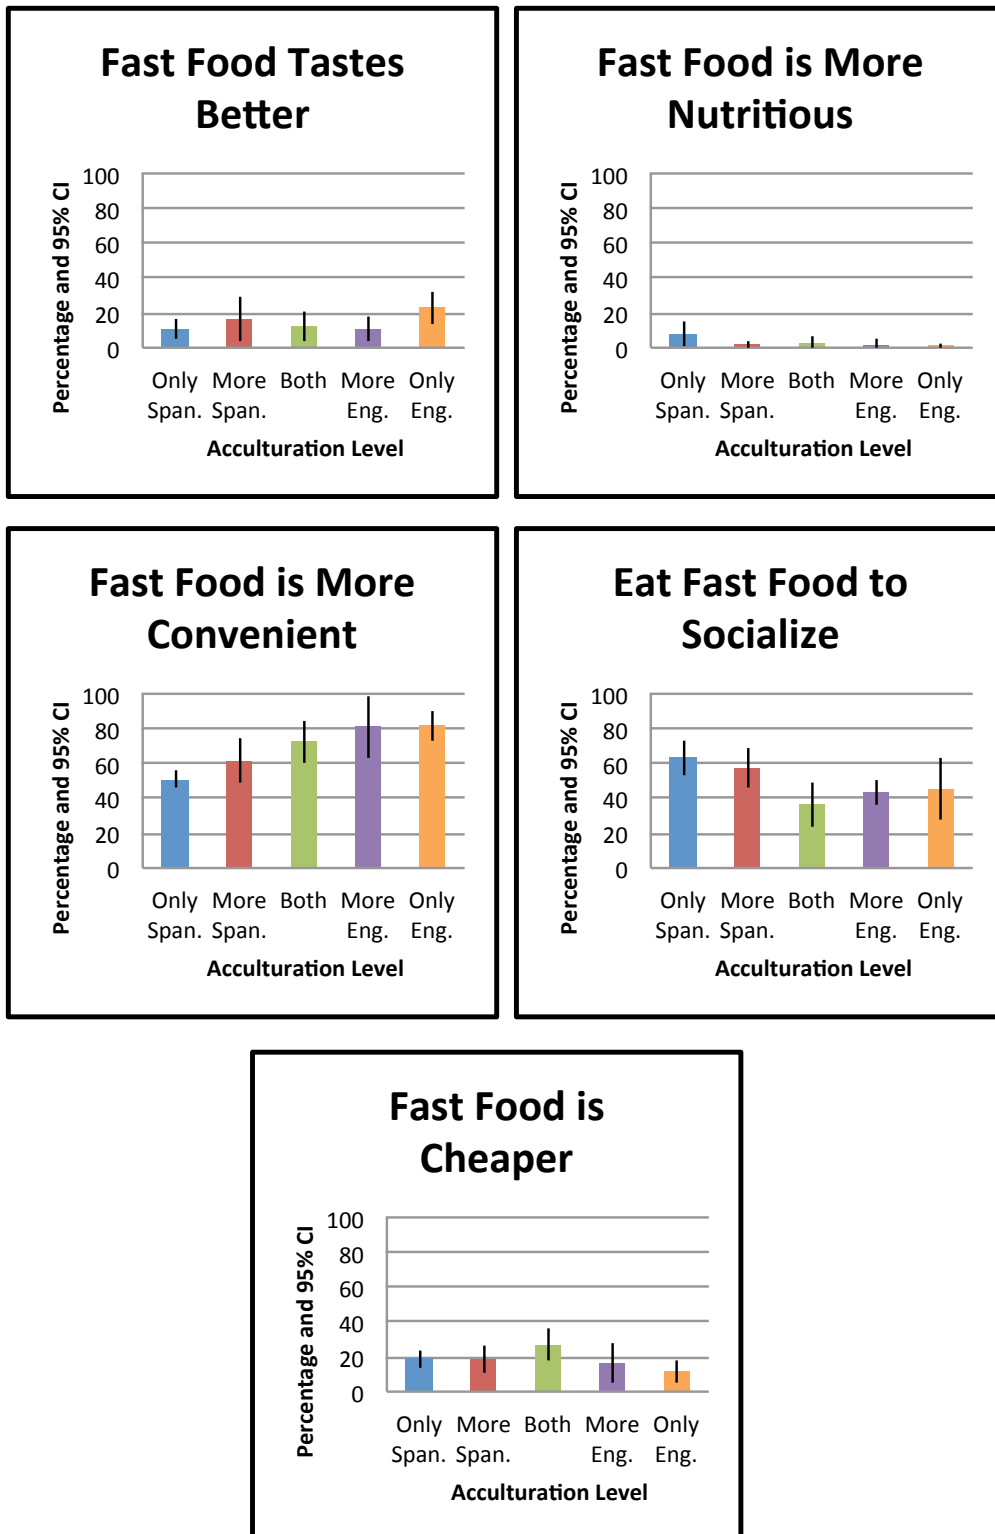 Fast Food Tastes
Better
Percentage and 95% CI
100
80
60
40
20
0
Only More Both More Only
Span. Span. Eng. Eng.
Acculturation Level
Fast Food is More
Nutritious
Percentage and 95% CI
100
80
60
40
20
0
Only More Both More Only
Span. Span. Eng. Eng.
Acculturation Level
Fast Food is More
Convenient
Percentage and 95% CI
100
80
60
40
20
0
Only More Both More Only
Span. Span. Eng. Eng.
Acculturation Level
Eat Fast Food to
Socialize
Percentage and 95% CI
100
80
60
40
20
0
Only More Both More Only
Span. Span. Eng. Eng.
Acculturation Level
Fast Food is
Cheaper
Percentage and 95% CI
100
80
60
40
20
0
Only More Both More Only
Span. Span. Eng. Eng.
Acculturation Level